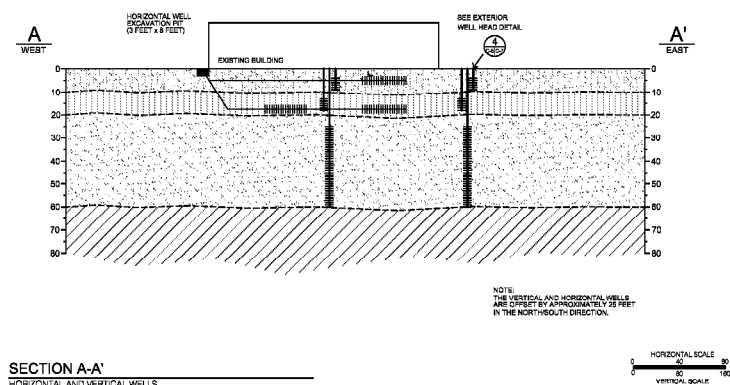 HORIZONTAL WELL
EXCAVATION PIT
(3 FEET x 8 FEET)
SEE EXTERIOR
WELL HEAD DETAIL
4
A
WEST
A'
EAST
EXISTING BUILDING
0
10
20
30
40
50
60
70
80
0
10
20
30
40
50
60
70
80
NOTE:
THE VERTICAL AND HORIZONTAL WELLS
ARE OFFSET BY APPROXIMATELY 25 FEET
IN THE NORTH/SOUTH DIRECTION.
SECTION A-A'
HORIZONTAL AND VERTICAL WELLS
HORIZONTAL SCALE
0 40 80
0 80 160
VERTICAL SCALE